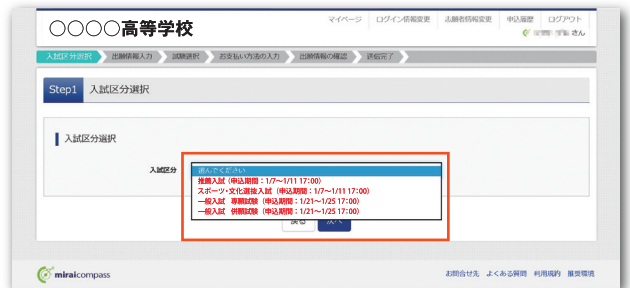 〇〇〇〇高等学校
マイページ ログイン情報変更 志願者情報変更 申込履歴 ログアウト
さん
入試区分選択 出願情報入力 試験選択 お支払い方法の入力 出願情報の確認 送信完了
Step1 入試区分選択
入試区分選択
入試区分 選んでください
推薦入試（申込期間：1/7～1/11 17:00）
スポーツ・文化選抜入試（申込期間：1/7～1/11 17:00）
一般入試 専願試験（申込期間：1/21～1/25 17:00）
一般入試 併願試験（申込期間：1/21～1/25 17:00）
戻る 次へ
miraicompass お問合せ先 よくある質問 利用規約 推奨環境